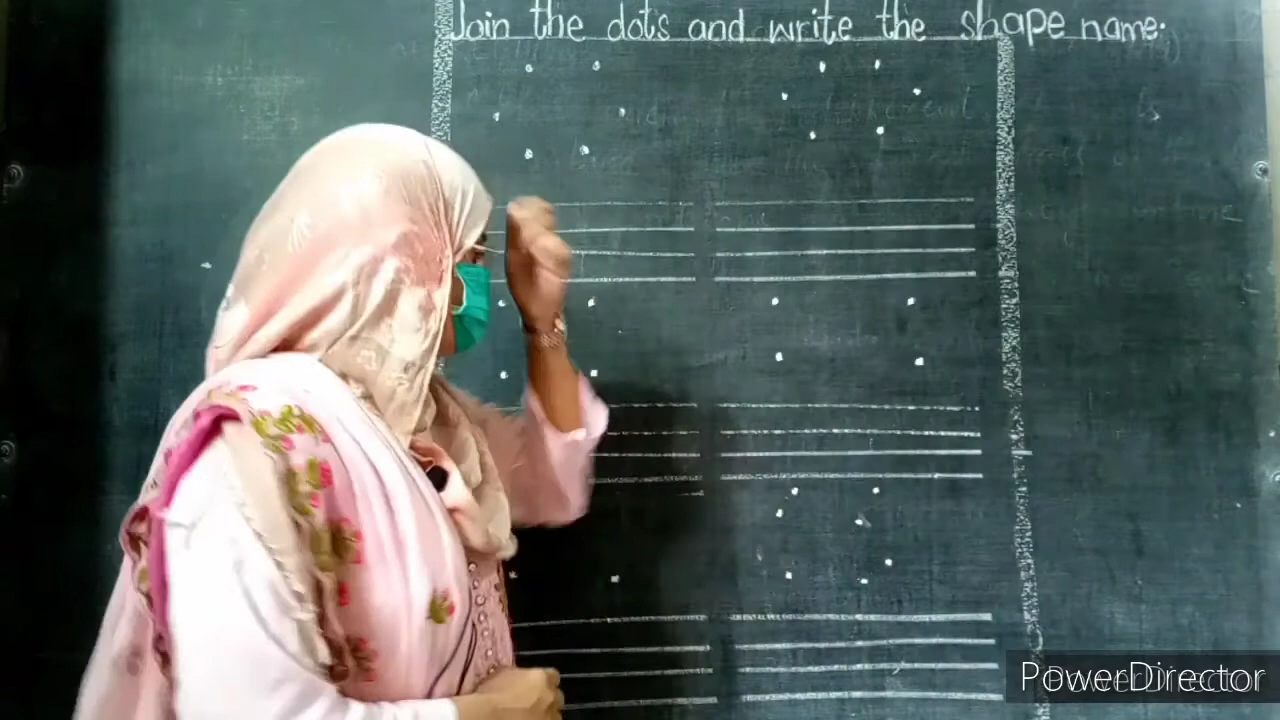 Join the dots and write the shape name.
PowerDirector